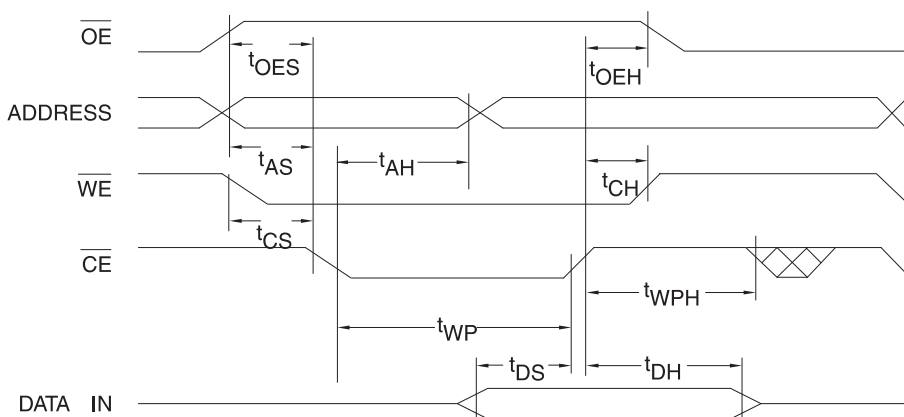 OE
tOES
tOEH
ADDRESS
tAS
tAH
tCH
WE
tCS
CE
tWPH
tWP
tDS
tDH
DATA IN